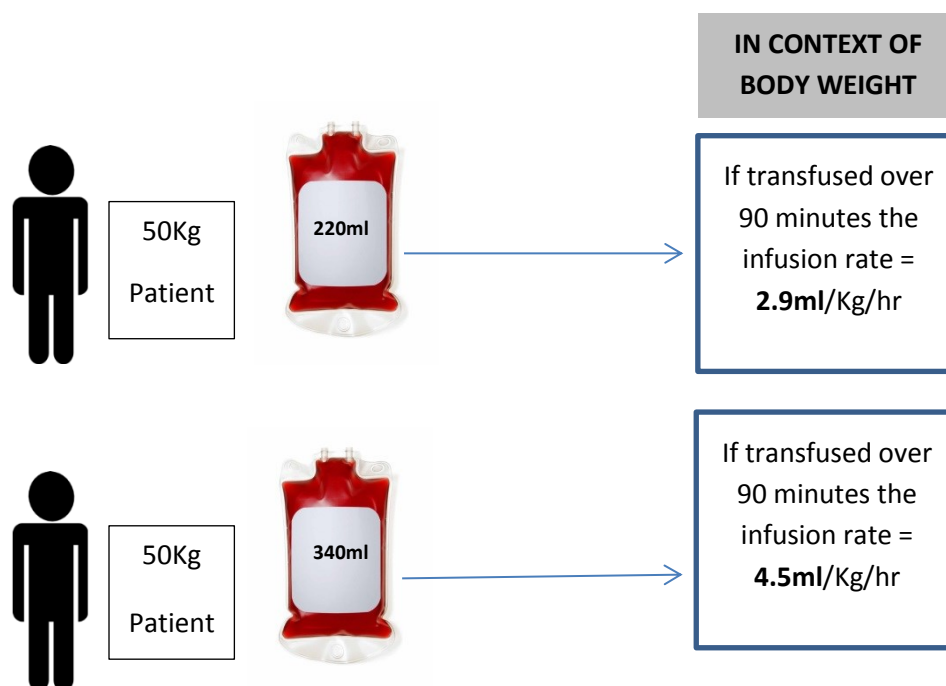 IN CONTEXT OF
BODY WEIGHT
50Kg
Patient
220ml
If transfused over
90 minutes the
infusion rate =
2.9ml/Kg/hr
50Kg
Patient
340ml
If transfused over
90 minutes the
infusion rate =
4.5ml/Kg/hr